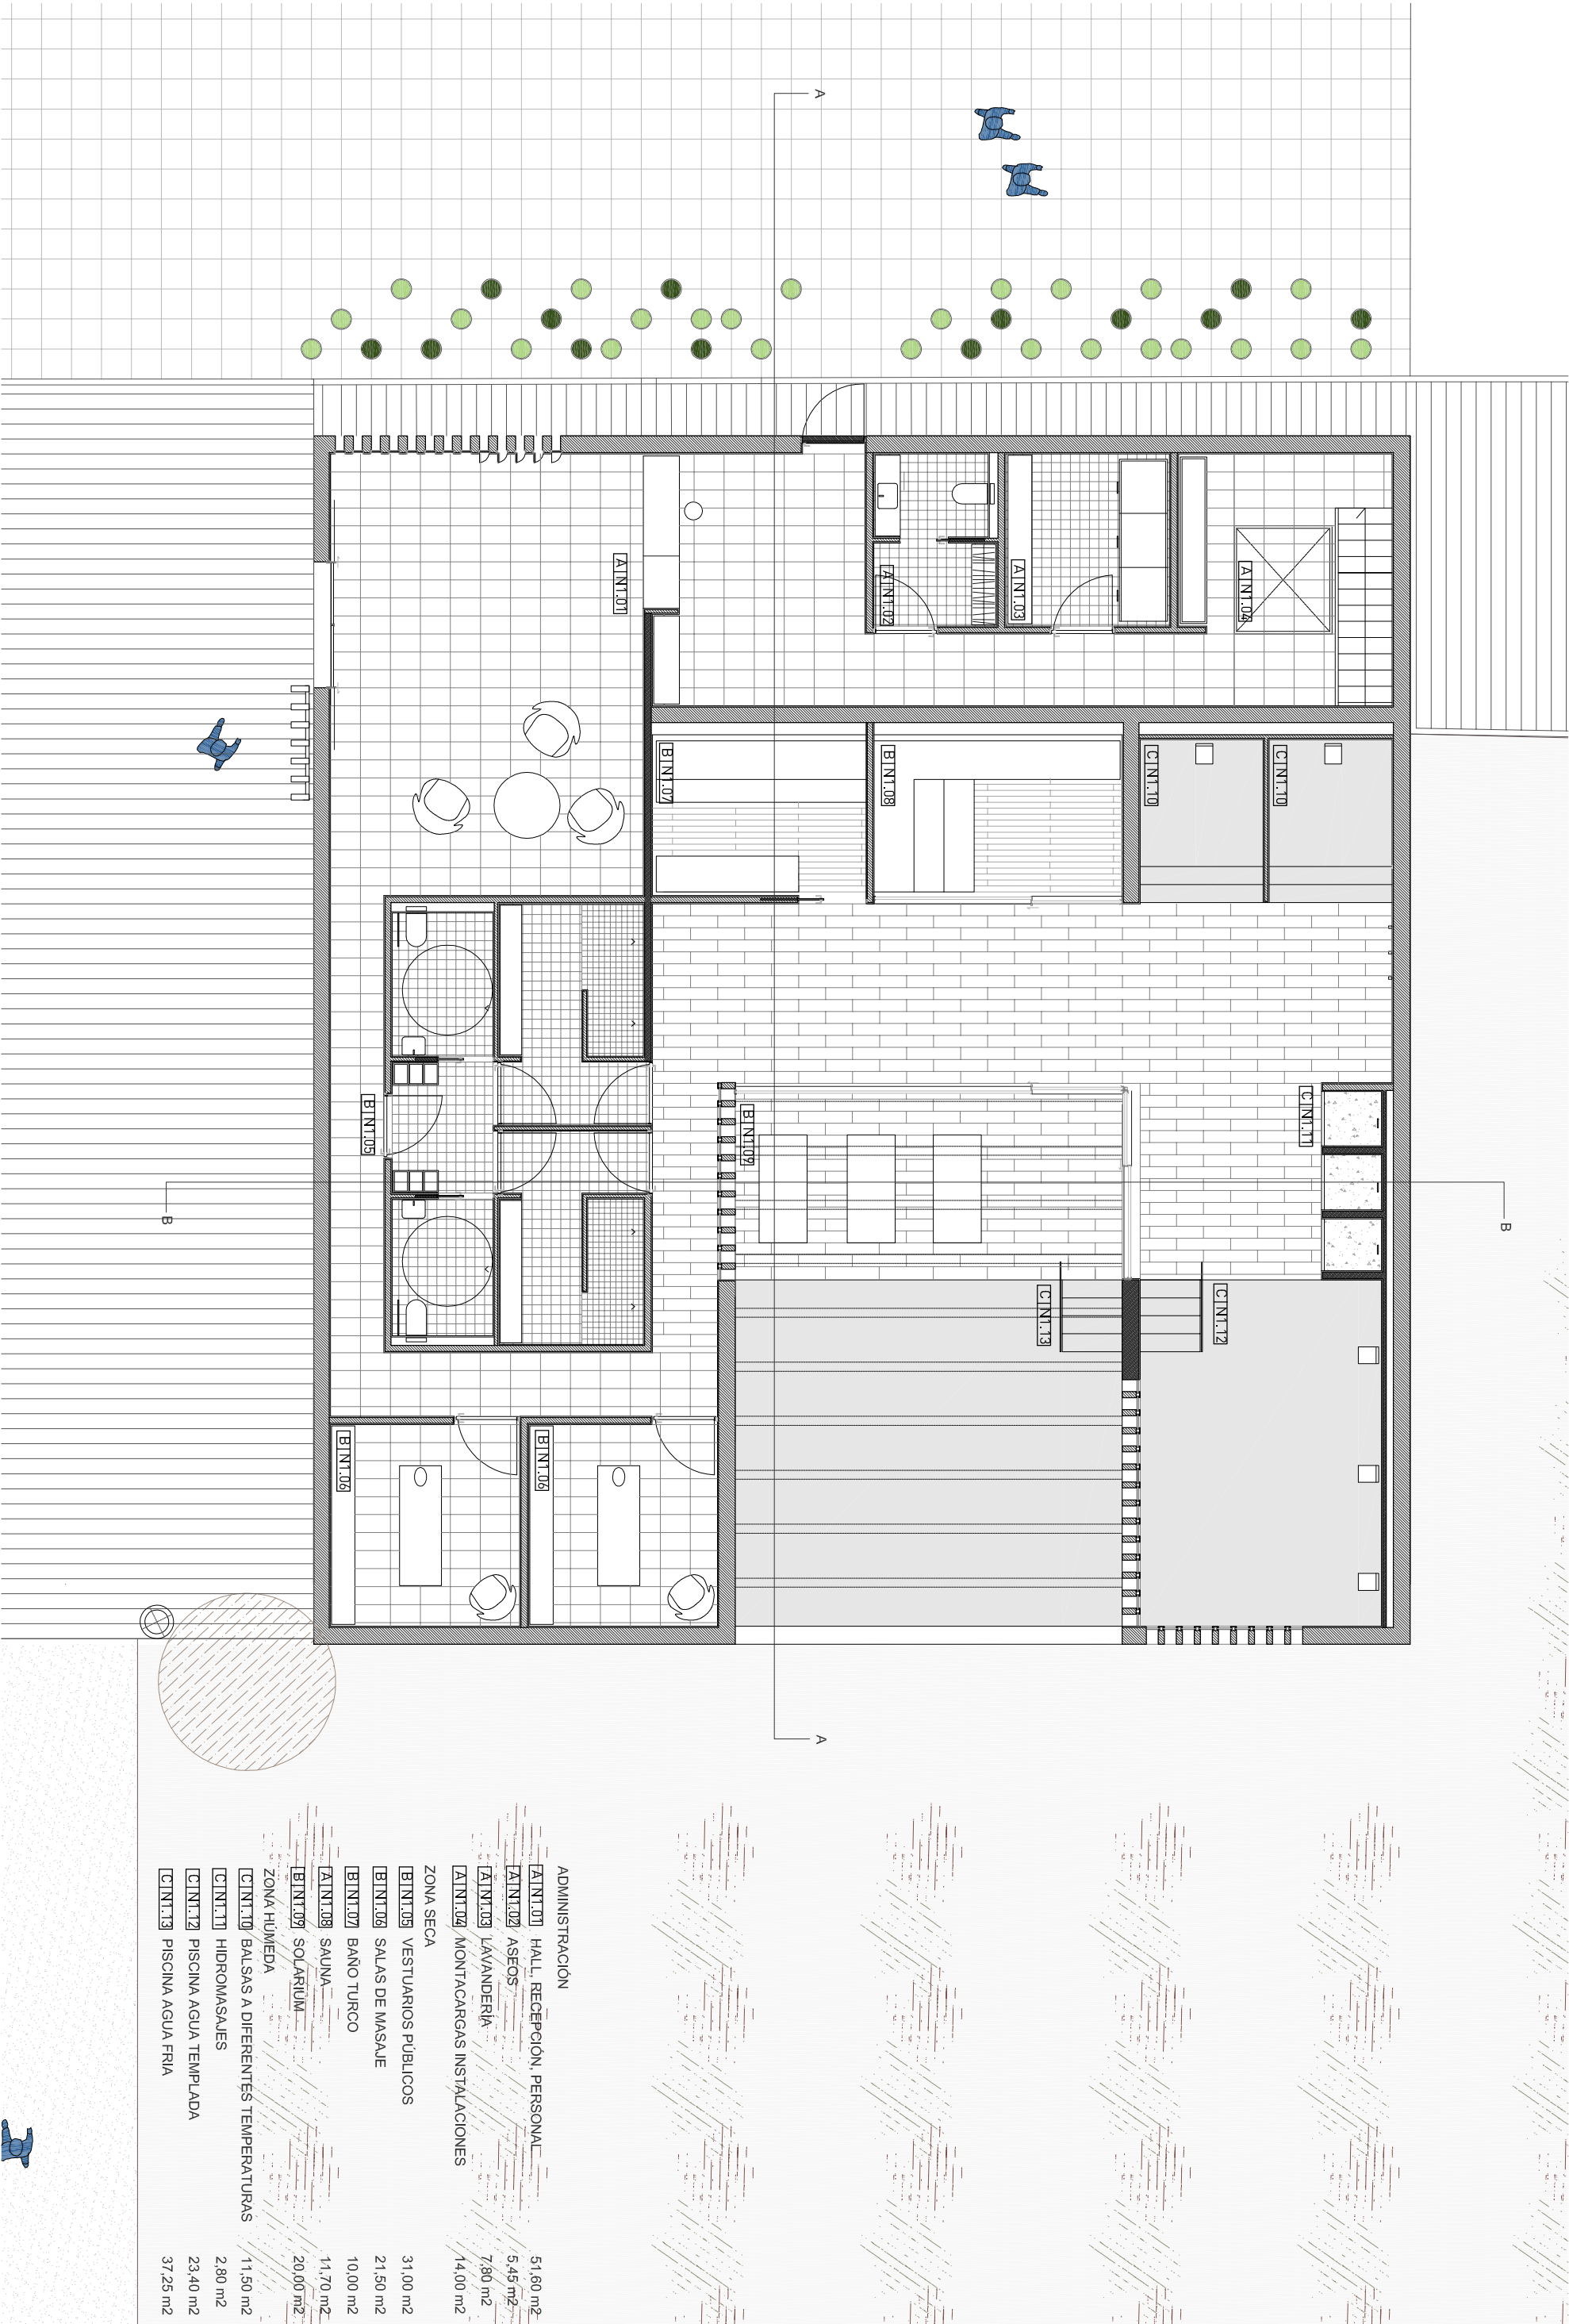 B
C|N1.11
C|N1.10
A|N1.04
C|N1.12
C|N1.10
C|N1.13
A|N1.03
A|N1.02
B|N1.08
A
A
B|N1.09
B|N1.07
A|N1.01
B|N1.06
B|N1.05
B|N1.06
B
ADMINISTRACIÓN
A|N1.01 HALL, RECEPCIÓN, PERSONAL 51,60 m2
A|N1.02 ASEOS 5,45 m2
A|N1.03 LAVANDERÍA 7,80 m2
A|N1.04 MONTACARGAS INSTALACIONES 14,00 m2
ZONA SECA
B|N1.05 VESTUARIOS PÚBLICOS 31,00 m2
B|N1.06 SALAS DE MASAJE 21,50 m2
B|N1.07 BAÑO TURCO 10,00 m2
A|N1.08 SAUNA 11,70 m2
B|N1.09 SOLARIUM 20,00 m2
ZONA HÚMEDA
C|N1.10 BALSAS A DIFERENTES TEMPERATURAS 11,50 m2
C|N1.11 HIDROMASAJES 2,80 m2
C|N1.12 PISCINA AGUA TEMPLADA 23,40 m2
C|N1.13 PISCINA AGUA FRIA 37,25 m2